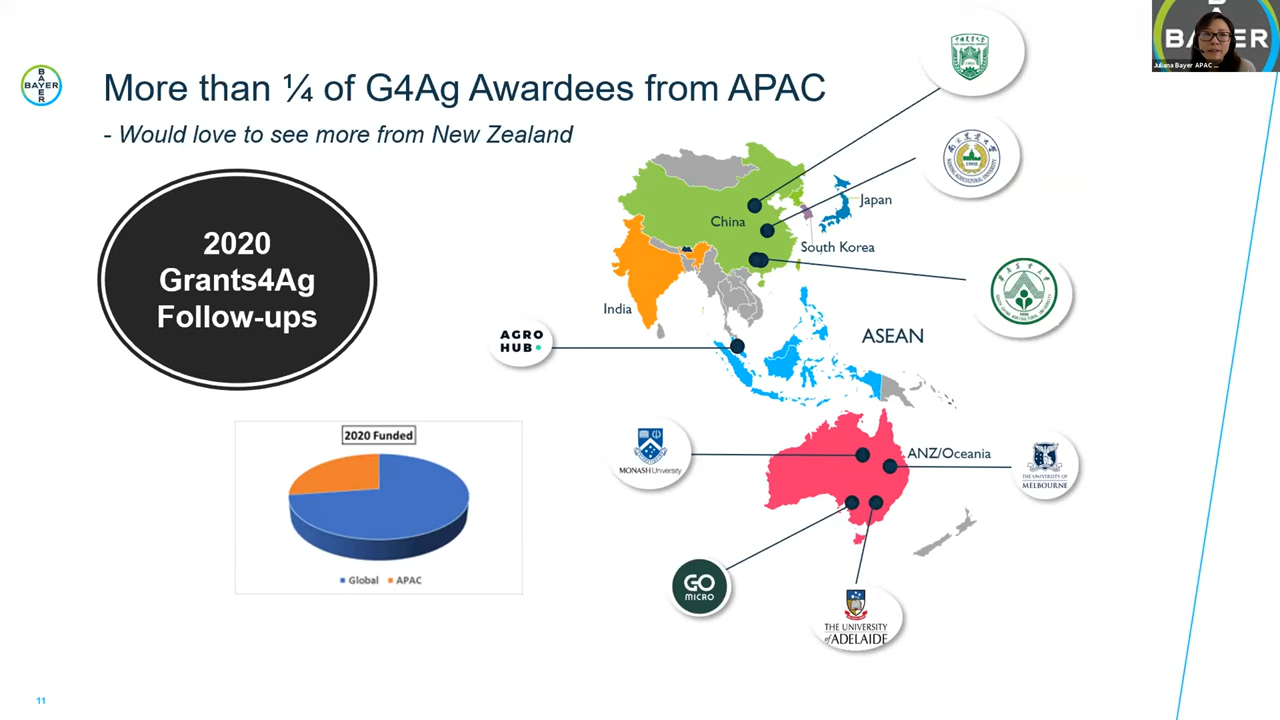 BAYER
BAYER
More than ¼ of G4Ag Awardees from APAC
- Would love to see more from New Zealand
2020
Grants4Ag
Follow-ups
BAYER
Juliana Bayer APAC ...
China
Japan
South Korea
India
ASEAN
ANZ/Oceania
AGRO
HUB
MONASH University
THE UNIVERSITY OF
MELBOURNE
GO
MICRO
THE UNIVERSITY
of ADELAIDE
2020 Funded
Global
APAC
11